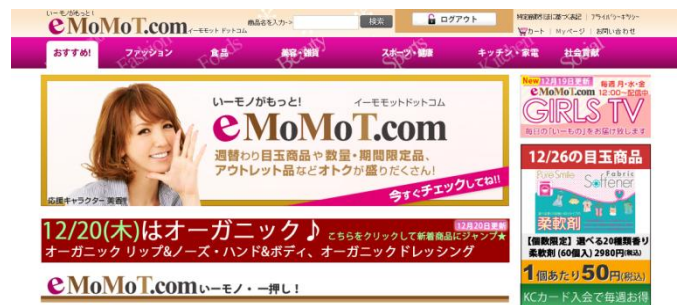 いーモノがもっと!
eMoMoT.com
イーモモット ドットコム
商品名を入力->
検索
ログアウト
特定商取引法に基づく表記 | プライバシーポリシー
カート | Myページ | お問い合わせ
おすすめ!
ファッション
Fashion
食品
Foods
美容・雑貨
Beauty
スポーツ・健康
Sports
キッチン・家電
Kitchen
社会貢献
Social
いーモノがもっと!
イーモモットドットコム
eMoMoT.com
週替わり目玉商品や数量・期間限定品、
アウトレット品などオトクが盛りだくさん!
今すぐチェックしてね!!
応援キャラクター 美香
New 12月19日更新
毎週 月・水・金
eMoMoT.com 12:00~配信中
GIRLS TV
毎日の「いーもの」をお届け致します
12/26の目玉商品
Pure Smile
Fabric
Softener
柔軟剤
【個数限定】選べる20種類香り
柔軟剤 (60個入) 2980円(税込)
1個あたり50円(税込)
KCカード入会で毎週お得
12/20(木)はオーガニック♪
12月20日更新
こちらをクリックして新着商品にジャンプ★
オーガニック リップ&ノーズ・ハンド&ボディ、オーガニックドレッシング
eMoMoT.com いーモノ・一押し!